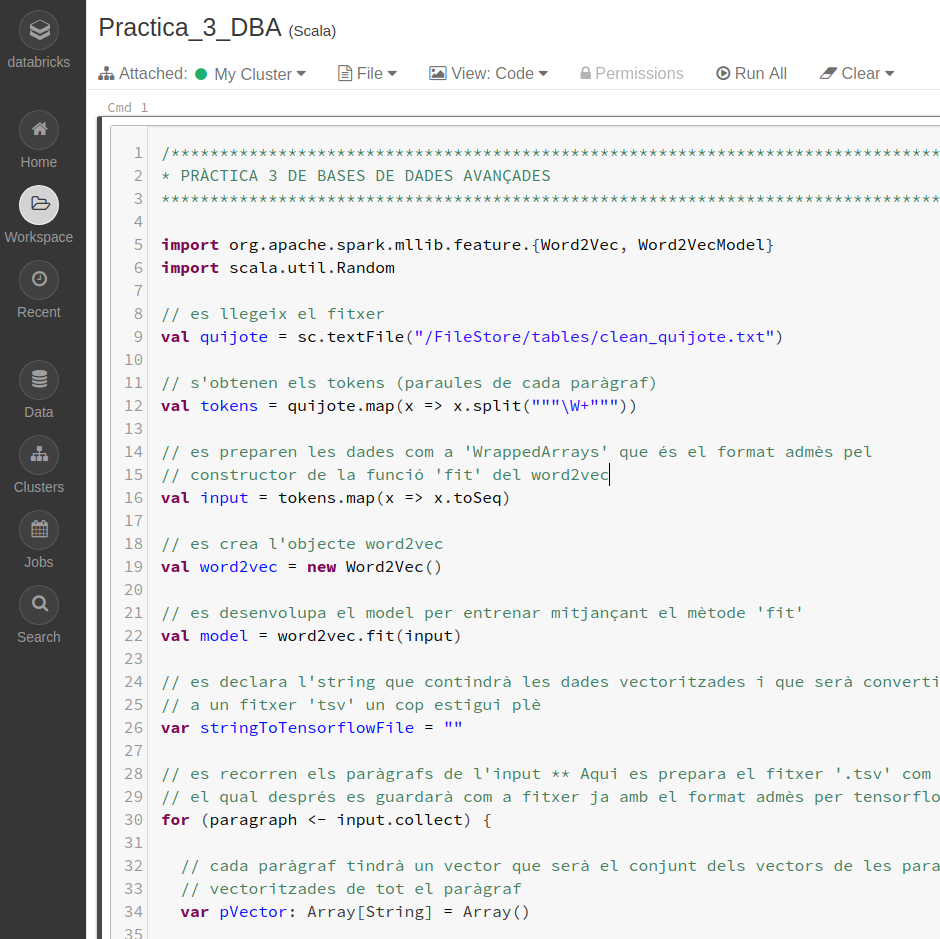 Practica_3_DBA (Scala)
databricks
Attached: My Cluster File View: Code Permissions Run All Clear
Cmd 1
Home
Workspace
Recent
Data
Clusters
Jobs
Search
1 /*******************************************************************************
2 * PRÀCTICA 3 DE BASES DE DADES AVANÇADES
3 ********************************************************************************
4
5 import org.apache.spark.mllib.feature.{Word2Vec, Word2VecModel}
6 import scala.util.Random
7
8 // es llegeix el fitxer
9 val quijote = sc.textFile("/FileStore/tables/clean_quijote.txt")
10
11 // s'obtenen els tokens (paraules de cada paràgraf)
12 val tokens = quijote.map(x => x.split("""\W+"""))
13
14 // es preparen les dades com a 'WrappedArrays' que és el format admès pel
15 // constructor de la funció 'fit' del word2vec
16 val input = tokens.map(x => x.toSeq)
17
18 // es crea l'objecte word2vec
19 val word2vec = new Word2Vec()
20
21 // es desenvolupa el model per entrenar mitjançant el mètode 'fit'
22 val model = word2vec.fit(input)
23
24 // es declara l'string que contindrà les dades vectoritzades i que serà converti
25 // a un fitxer 'tsv' un cop estigui plè
26 var stringToTensorflowFile = ""
27
28 // es recorren els paràgrafs de l'input ** Aqui es prepara el fitxer '.tsv' com
29 // el qual després es guardarà com a fitxer ja amb el format admès per tensorflo
30 for (paragraph <- input.collect) {
31
32 // cada paràgraf tindrà un vector que serà el conjunt dels vectors de les para
33 // vectoritzades de tot el paràgraf
34 var pVector: Array[String] = Array()
35